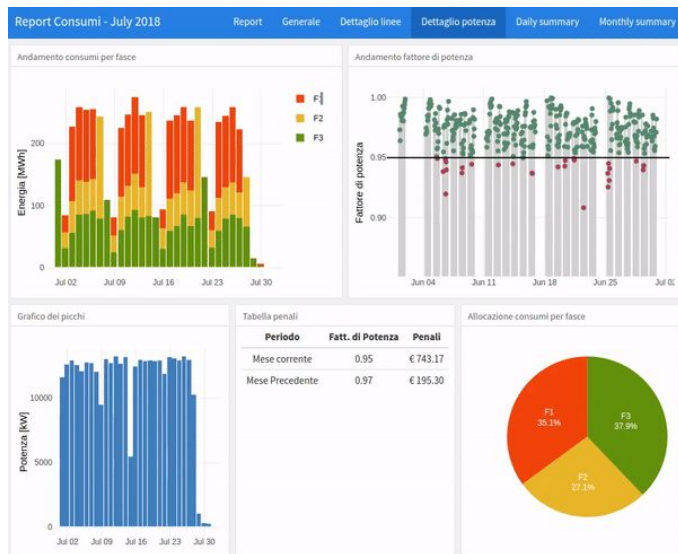 Report Consumi - July 2018
Report Generale Dettaglio linee Dettaglio potenza Daily summary Monthly summary
Andamento consumi per fasce
Energia [MWh]
200
100
0
Jul 02 Jul 09 Jul 16 Jul 23 Jul 30
F2
F3
Andamento fattore di potenza
Fattore di potenza
1.00
0.95
0.90
Jun 04 Jun 11 Jun 18 Jun 25
Grafico dei picchi
Potenza [kW]
10000
5000
0
Jul 02 Jul 09 Jul 16 Jul 23 Jul 30
Tabella penali
Periodo Fatt. di Potenza Penali
Mese corrente 0.95 € 743.17
Mese Precedente 0.97 € 195.30
Allocazione consumi per fasce
F1
35.1%
F3
37.9%
F2
27.1%